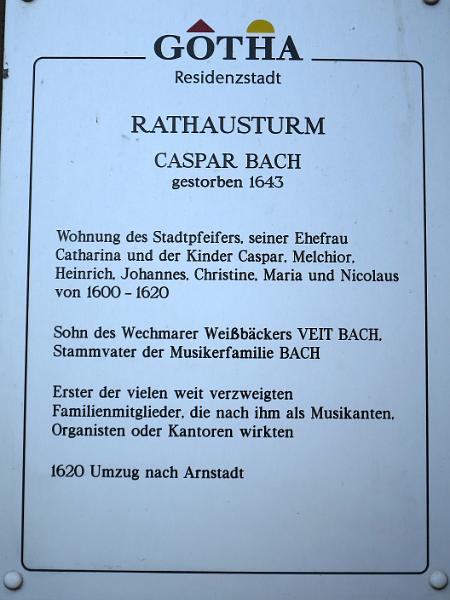 GOTHA
Residenzstadt
RATHAUSTURM
CASPAR BACH
gestorben 1643
Wohnung des Stadtpfeifers, seiner Ehefrau
Catharina und der Kinder Caspar, Melchior,
Heinrich, Johannes, Christine, Maria und Nicolaus
von 1600 - 1620
Sohn des Wechmarer Weißbäckers VEIT BACH,
Stammvater der Musikerfamilie BACH
Erster der vielen weit verzweigten
Familienmitglieder, die nach ihm als Musikanten,
Organisten oder Kantoren wirkten
1620 Umzug nach Arnstadt